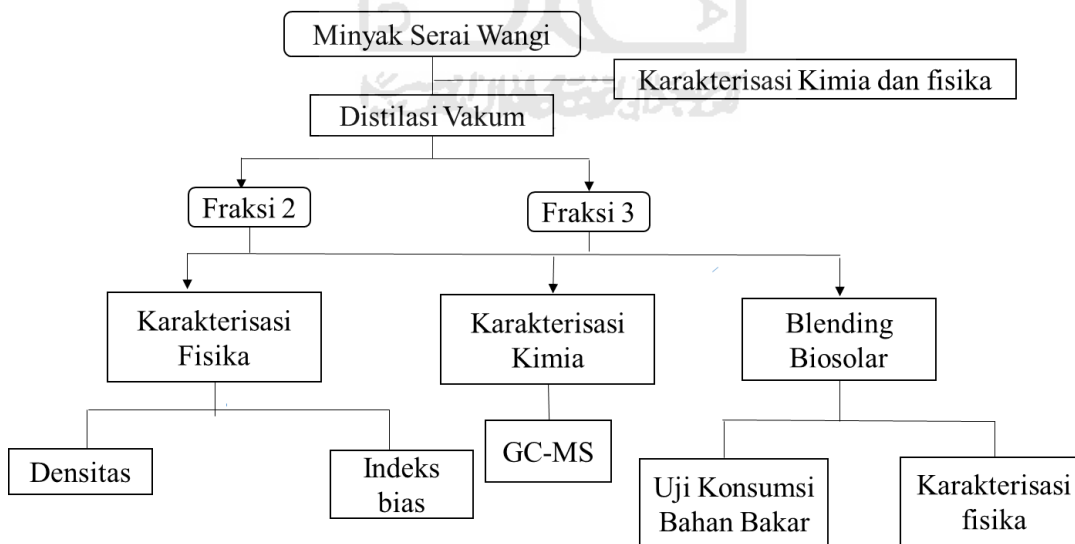 Minyak Serai Wangi
Karakterisasi Kimia dan fisika
Distilasi Vakum
Fraksi 2
Fraksi 3
Karakterisasi
Fisika
Karakterisasi
Kimia
Blending
Biosolar
Densitas
Indeks
bias
GC-MS
Uji Konsumsi
Bahan Bakar
Karakterisasi
fisika